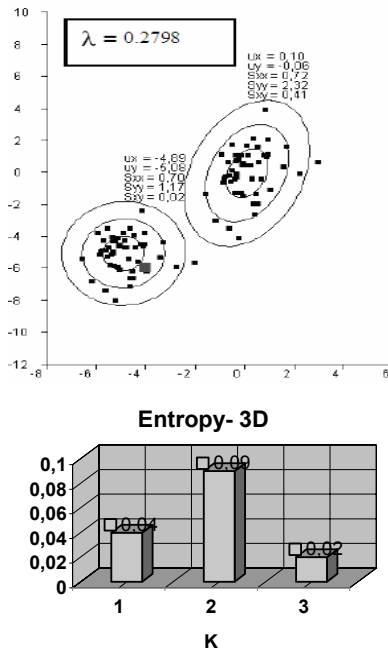 10
λ = 0.2798
8
ux = 0,10
uy = -0,06
Sxx = 0,72
Syy = 2,32
Sxy = 0,41
6
4
2
ux = -4,89
uy = -5,08
Sxx = 0,70
Syy = 1,17
Sxy = 0,02
0
-2
-4
-6
-8
-10
-12
-8 -6 -4 -2 0 2 4 6
Entropy- 3D
0,1
0,08
0,06
0,04
0,02
0
0,04
0,09
0,02
1 2 3
K